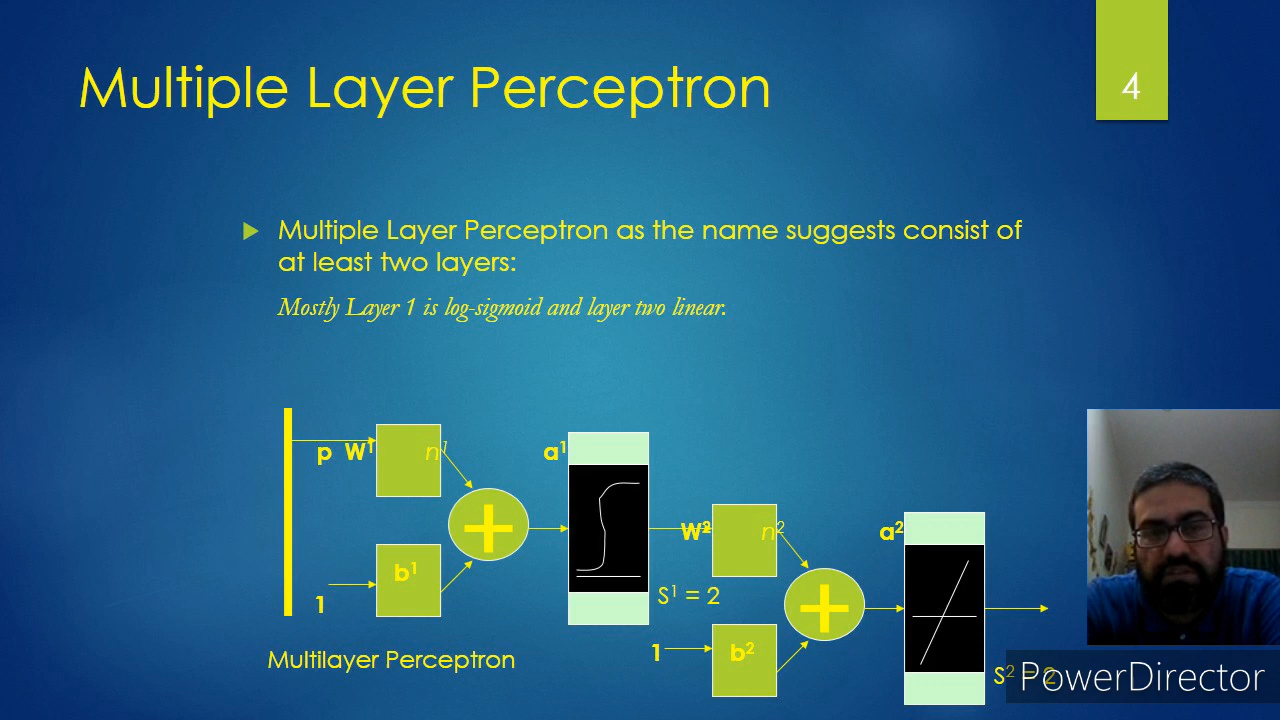 Multiple Layer Perceptron
4
Multiple Layer Perceptron as the name suggests consist of
at least two layers:
Mostly Layer 1 is log-sigmoid and layer two linear.
p W¹ n¹ a¹
W² n² a²
b¹
1
S¹ = 2
1 b²
Multilayer Perceptron
S² = 2
PowerDirector